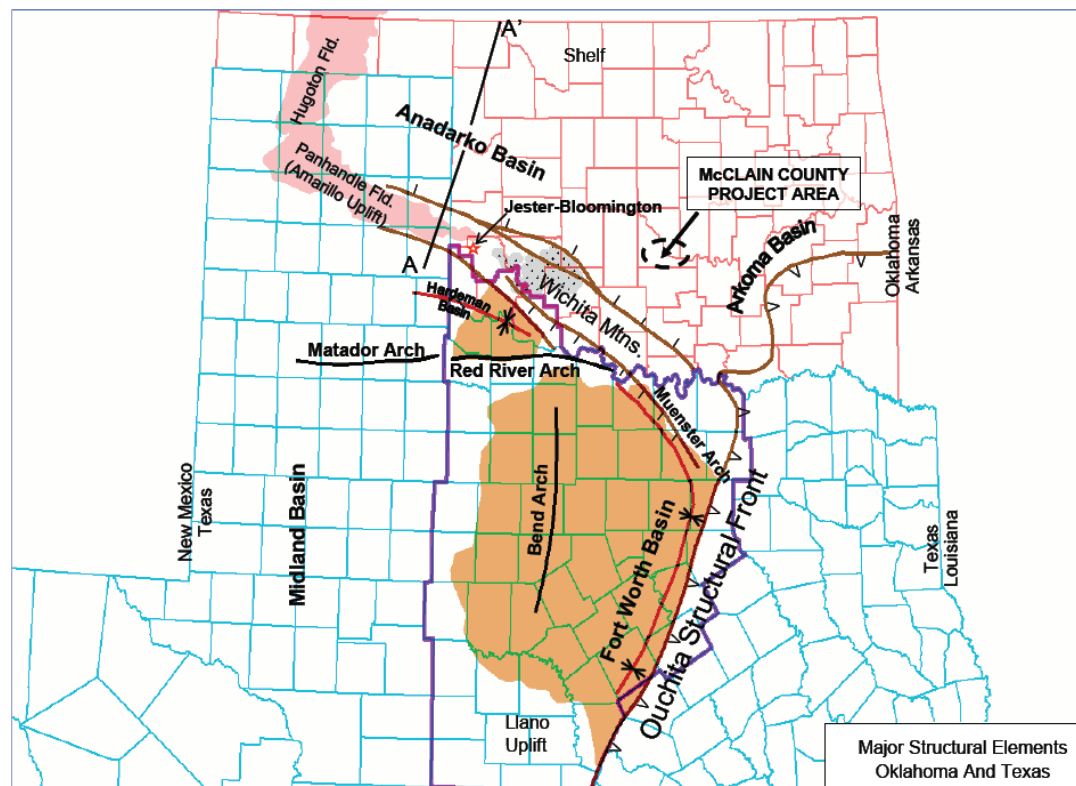 A'
Shelf
Hugoton Fld.
Anadarko Basin
Panhandle Fld.
(Amarillo Uplift)
McCLAIN COUNTY
PROJECT AREA
Jester-Bloomington
A
Arkoma Basin
Oklahoma
Arkansas
Wichita Mtns.
Hardeman
Basin
Matador Arch
Red River Arch
Muenster Arch
Bend Arch
New Mexico
Texas
Midland Basin
Fort Worth Basin
Ouchita Structural Front
Texas
Louisiana
Llano
Uplift
Major Structural Elements
Oklahoma And Texas